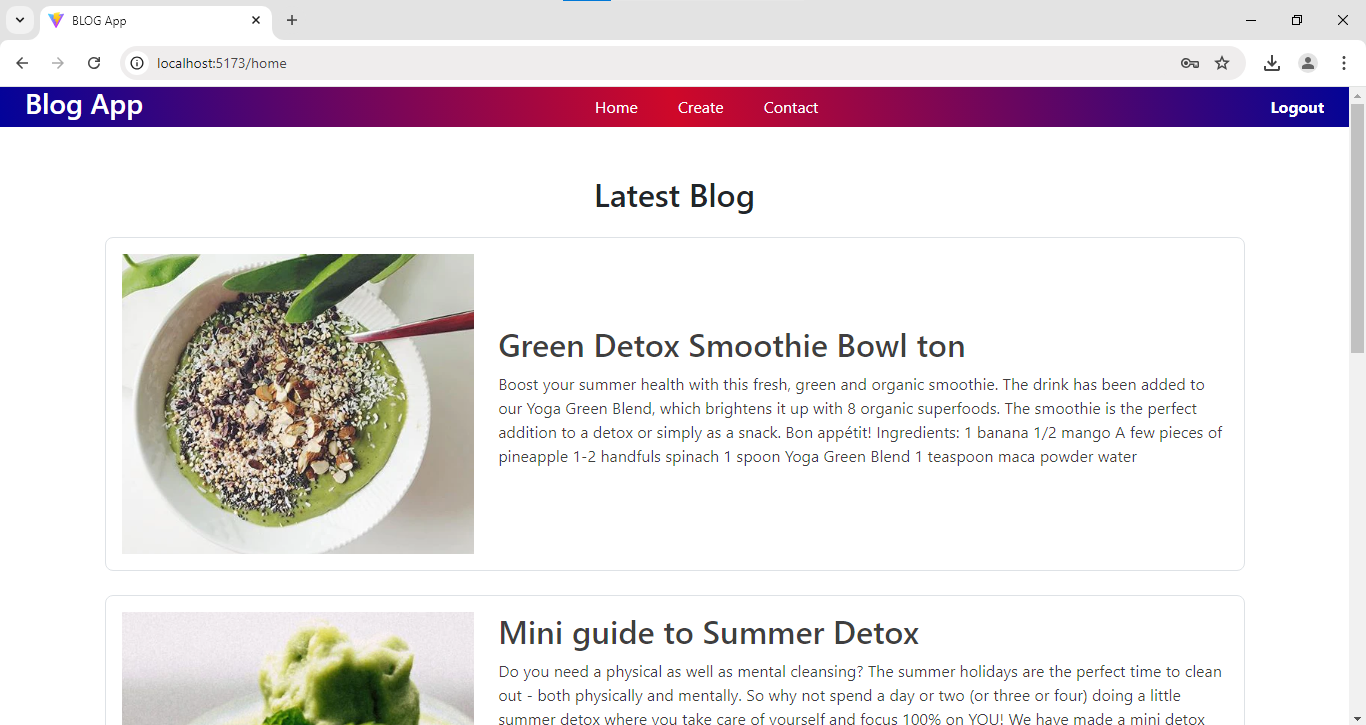 BLOG App
localhost:5173/home
Blog App
Home
Create
Contact
Logout
Latest Blog
Green Detox Smoothie Bowl ton
Boost your summer health with this fresh, green and organic smoothie. The drink has been added to
our Yoga Green Blend, which brightens it up with 8 organic superfoods. The smoothie is the perfect
addition to a detox or simply as a snack. Bon appétit! Ingredients: 1 banana 1/2 mango A few pieces of
pineapple 1-2 handfuls spinach 1 spoon Yoga Green Blend 1 teaspoon maca powder water
Mini guide to Summer Detox
Do you need a physical as well as mental cleansing? The summer holidays are the perfect time to clean
out - both physically and mentally. So why not spend a day or two (or three or four) doing a little
summer detox where you take care of yourself and focus 100% on YOU! We have made a mini detox